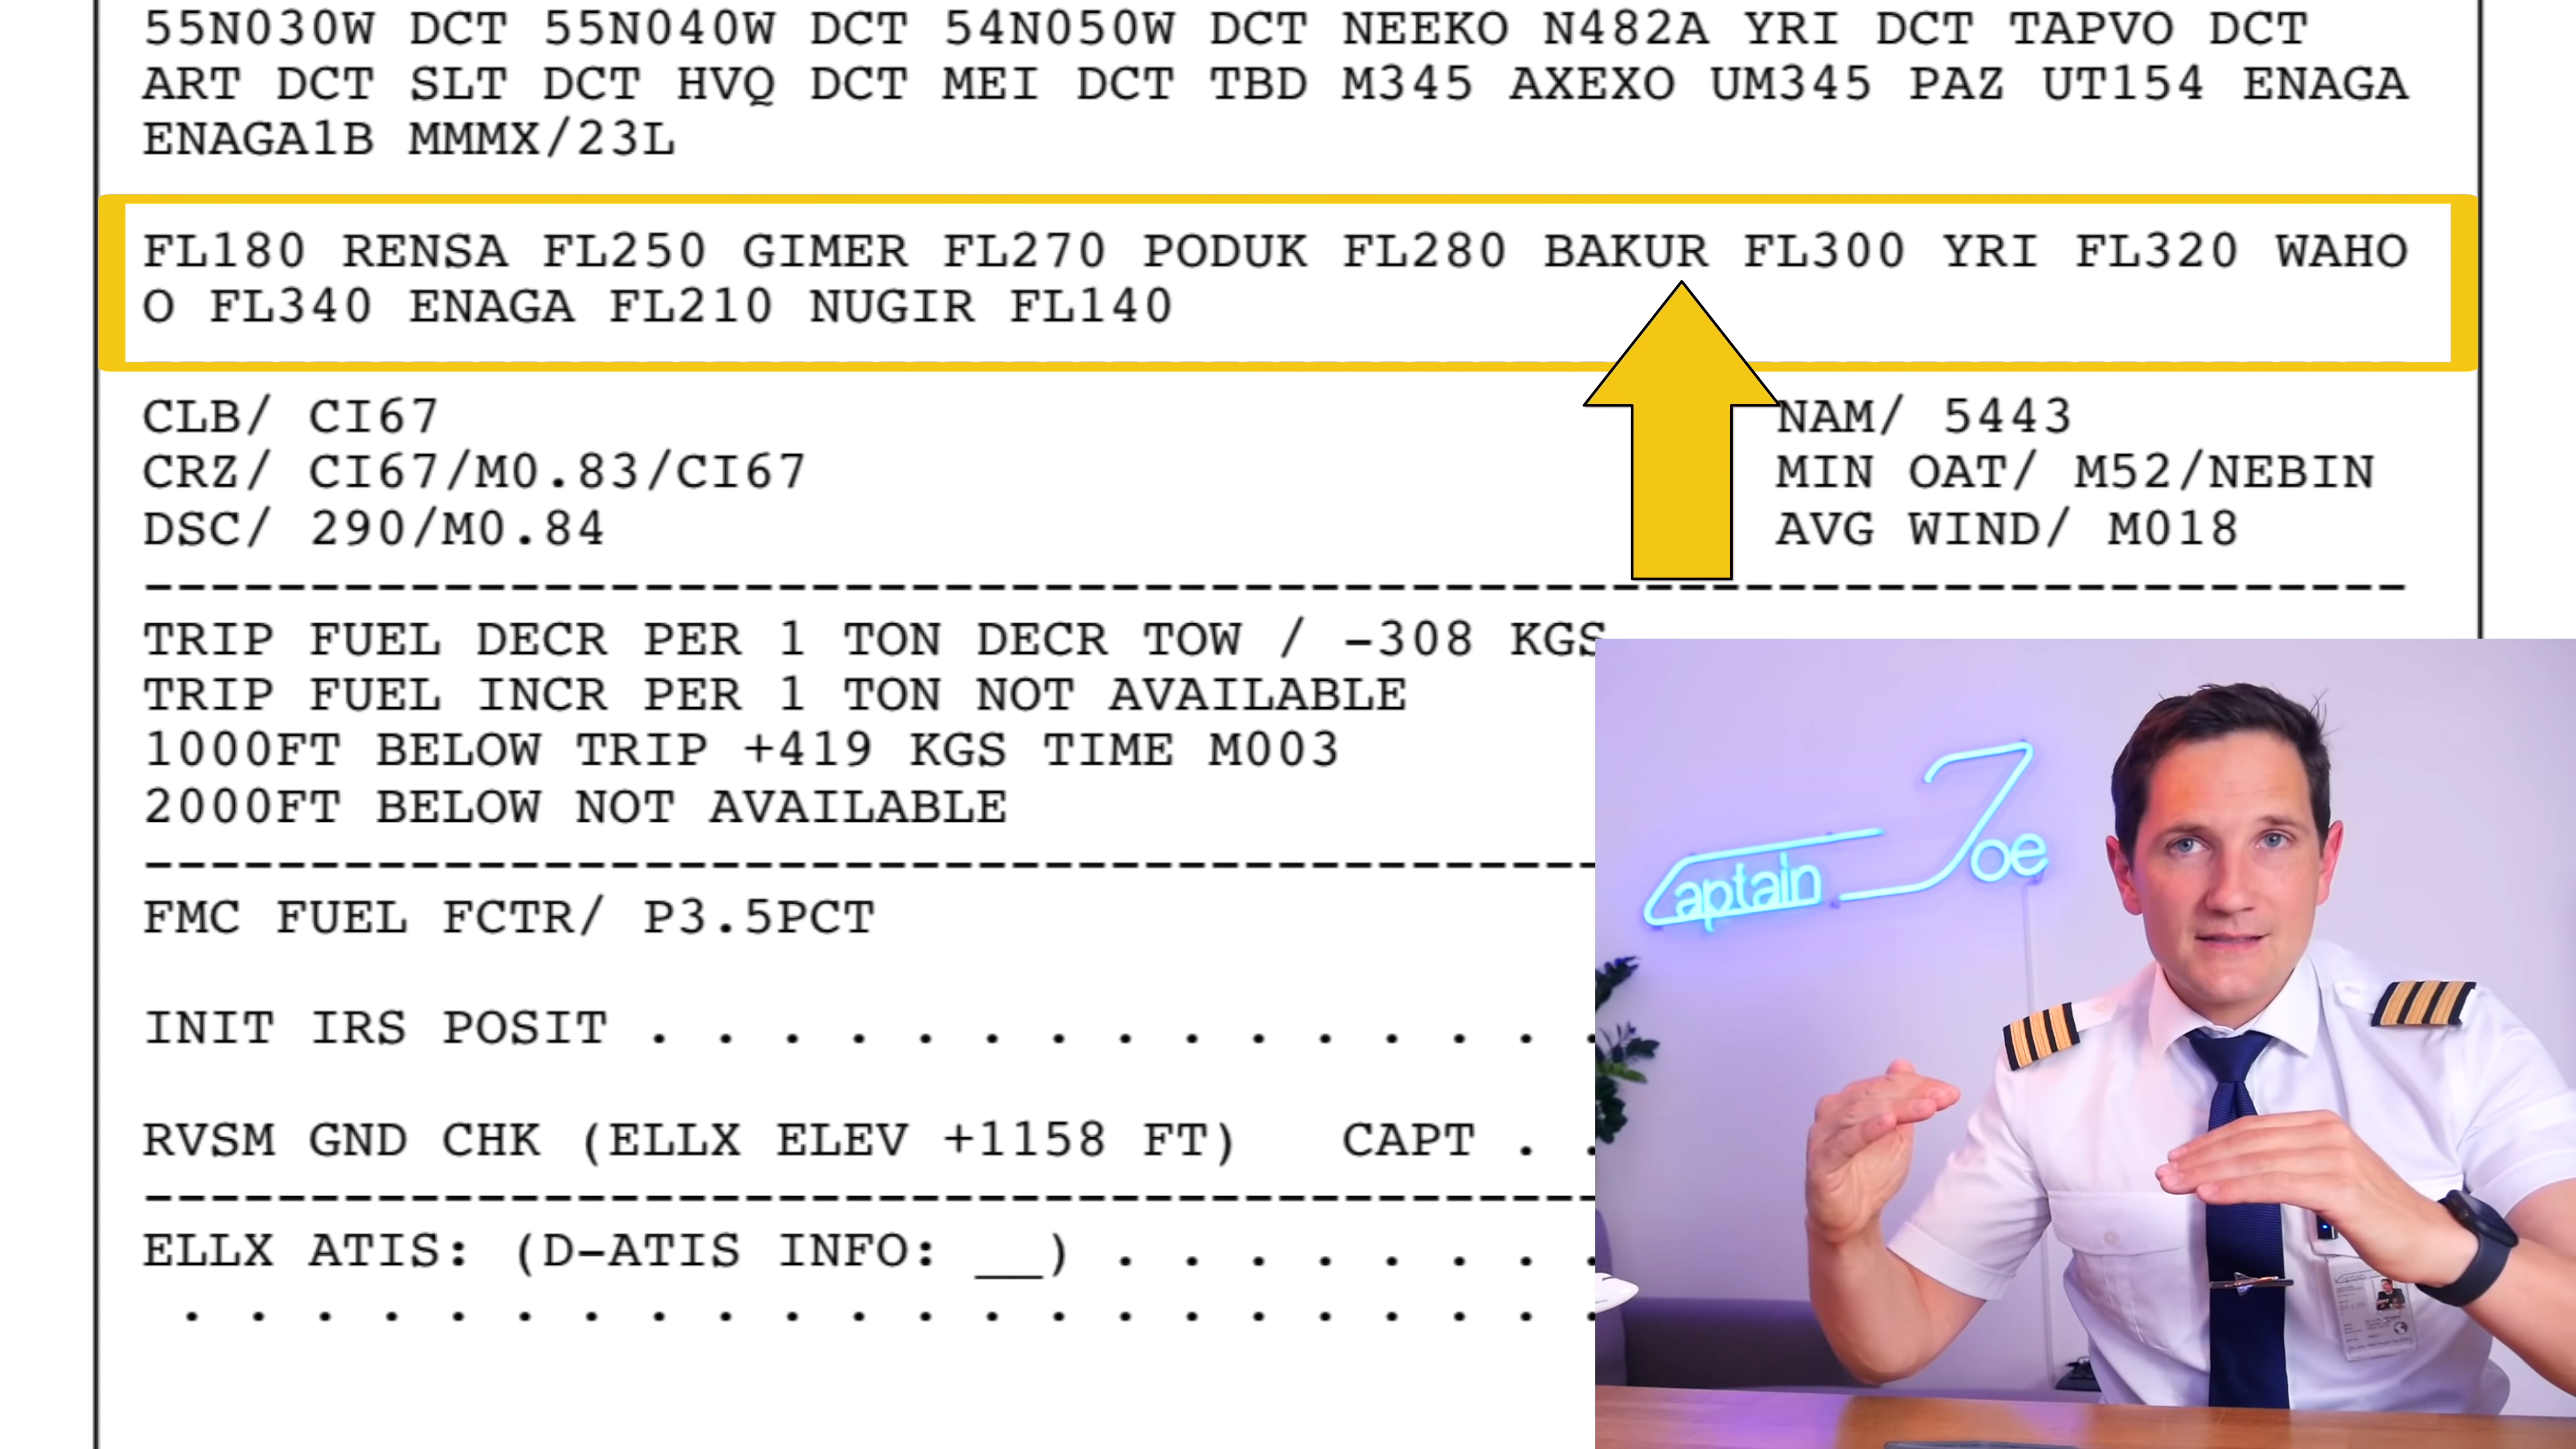 55N030W DCT 55N040W DCT 54N050W DCT NEEKO N482A YRI DCT TAPVO DCT
ART DCT SLT DCT HVQ DCT MEI DCT TBD M345 AXEXO UM345 PAZ UT154 ENAGA
ENAGA1B MMMX/23L
FL180 RENSA FL250 GIMER FL270 PODUK FL280 BAKUR FL300 YRI FL320 WAHO
O FL340 ENAGA FL210 NUGIR FL140
CLB/ CI67 NAM/ 5443
CRZ/ CI67/M0.83/CI67 MIN OAT/ M52/NEBIN
DSC/ 290/M0.84 AVG WIND/ M018
--------------------------------------------------------------------
TRIP FUEL DECR PER 1 TON DECR TOW / -308 KGS
TRIP FUEL INCR PER 1 TON NOT AVAILABLE
1000FT BELOW TRIP +419 KGS TIME M003
2000FT BELOW NOT AVAILABLE
--------------------------------------------
FMC FUEL FCTR/ P3.5PCT
INIT IRS POSIT . . . . . . . . . . . . . . .
RVSM GND CHK (ELLX ELEV +1158 FT) CAPT . .
--------------------------------------------
ELLX ATIS: (D-ATIS INFO: __) . . . . . . . .
. . . . . . . . . . . . . . . . . . . . . .
Captain Joe